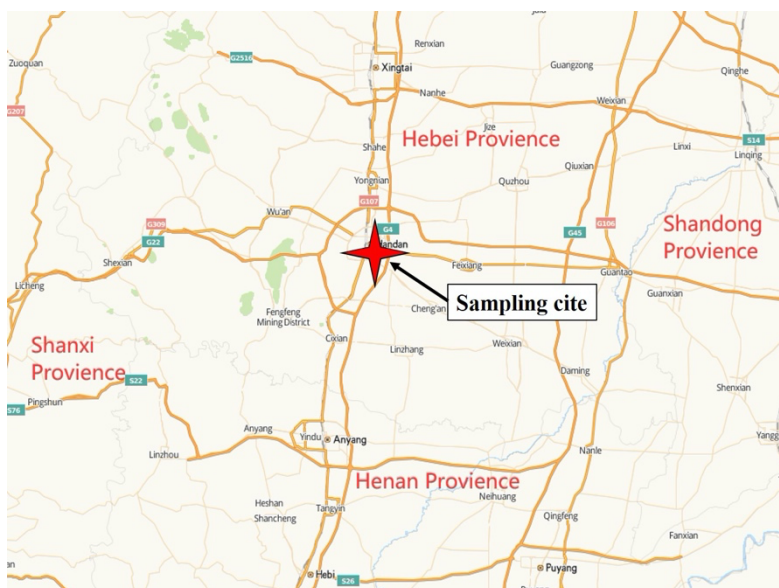 Renxian
Zuoquan
G2516
Xingtai
Guangzong
Qinghe
Nanhe
Weixian
G207
Hebei Provience
Jize
S14
Shahe
Qiuxian
Linxi
Linqing
Yongnian
Quzhou
G107
Wu'an
G309
G4
G106
Shandong
Provience
G22
G45
Shexian
Feixiang
Guantao
Licheng
Sampling cite
Guanxian
Fengfeng
Mining District
Cheng'an
Shanxi
Provience
Cixian
Linzhang
Weixian
Daming
S22
Shenxian
Pingshun
S76
Anyang
Yindu
Anyang
Linzhou
Nanle
Henan Provience
Neihuang
Heshan
Shancheng
Tangyin
Qingfeng
Fanxian
Hebi
S26
Puyang